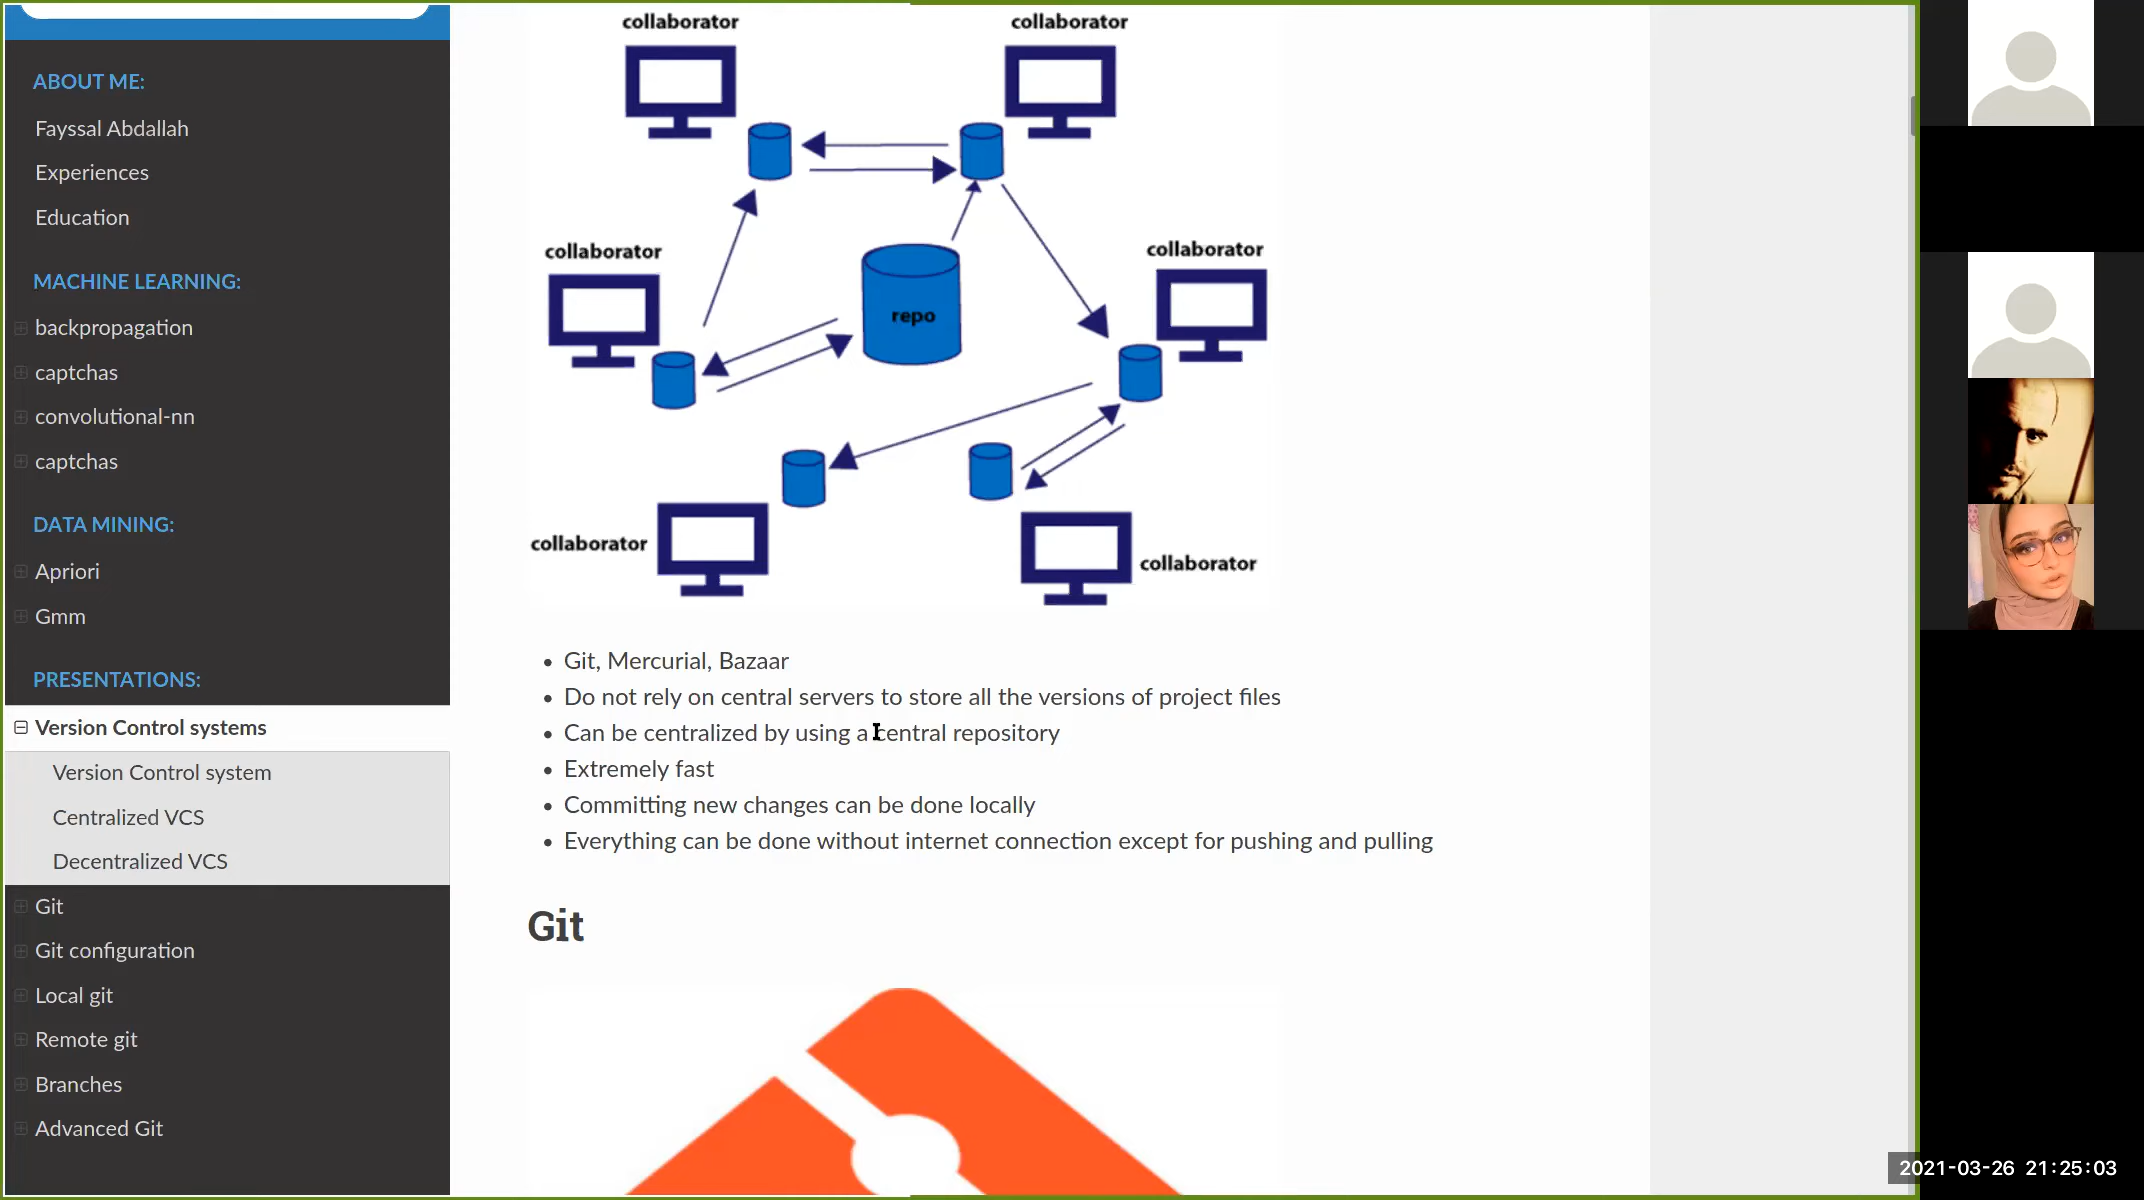 ABOUT ME:
Fayssal Abdallah
Experiences
Education
MACHINE LEARNING:
backpropagation
captchas
convolutional-nn
captchas
DATA MINING:
Apriori
Gmm
PRESENTATIONS:
Version Control systems
Version Control system
Centralized VCS
Decentralized VCS
Git
Git configuration
Local git
Remote git
Branches
Advanced Git
collaborator
collaborator
collaborator
collaborator
repo
collaborator
collaborator
Git, Mercurial, Bazaar
Do not rely on central servers to store all the versions of project files
Can be centralized by using a central repository
Extremely fast
Committing new changes can be done locally
Everything can be done without internet connection except for pushing and pulling
Git
2021-03-26 21:25:03